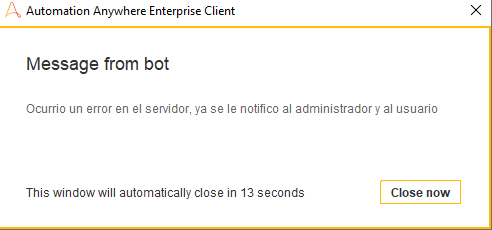 Automation Anywhere Enterprise Client
Message from bot
Ocurrio un error en el servidor, ya se le notifico al administrador y al usuario
This window will automatically close in 13 seconds
Close now